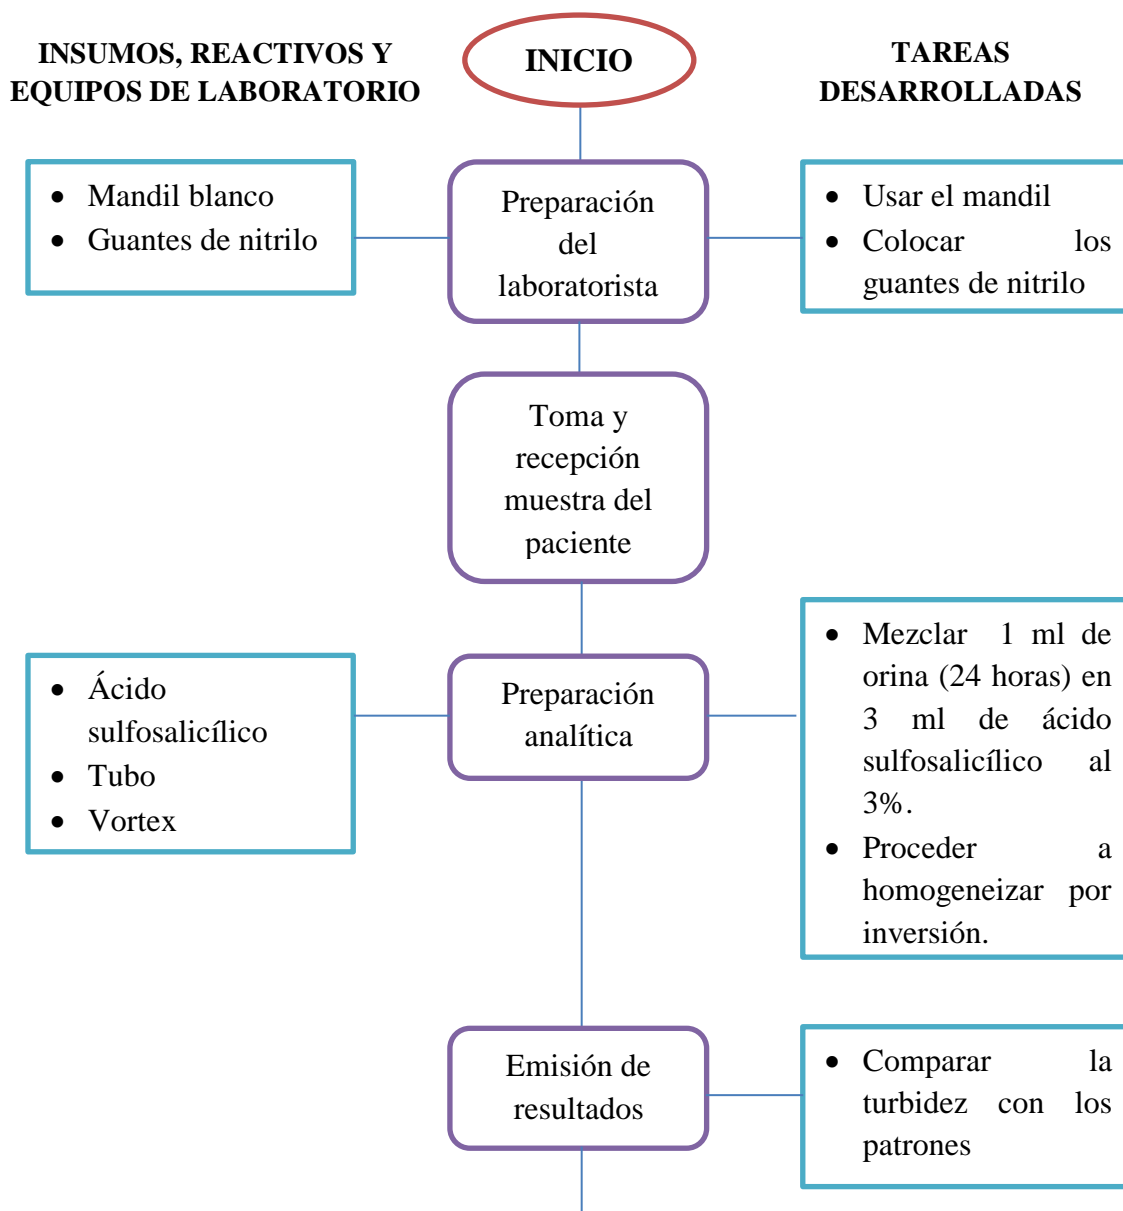 INSUMOS, REACTIVOS Y
EQUIPOS DE LABORATORIO
INICIO
TAREAS
DESARROLLADAS
• Mandil blanco
• Guantes de nitrilo
Preparación
del
laboratorista
• Usar el mandil
• Colocar los
guantes de nitrilo
Toma y
recepción
muestra del
paciente
• Ácido
sulfosalicílico
• Tubo
• Vortex
Preparación
analítica
• Mezclar 1 ml de
orina (24 horas) en
3 ml de ácido
sulfosalicílico al
3%.
• Proceder a
homogeneizar por
inversión.
Emisión de
resultados
• Comparar la
turbidez con los
patrones